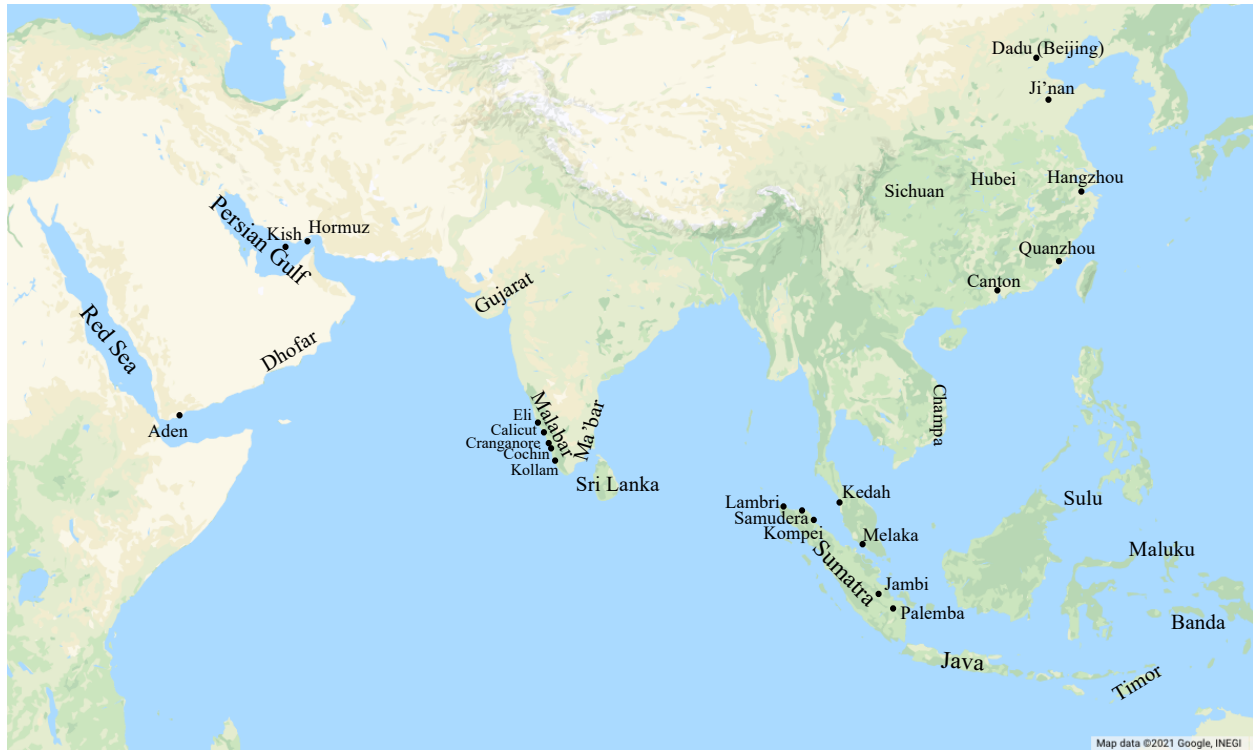 Dadu (Beijing)
Ji’nan
Sichuan
Hubei
Hangzhou
Quanzhou
Canton
Persian Gulf
Kish
Hormuz
Red Sea
Dhofar
Aden
Gujarat
Malabar
Ma’bar
Eli
Calicut
Cranganore
Cochin
Kollam
Sri Lanka
Champa
Lambri
Samudera
Kompei
Kedah
Melaka
Sumatra
Jambi
Palemba
Sulu
Maluku
Banda
Java
Timor
Map data ©2021 Google, INEGI